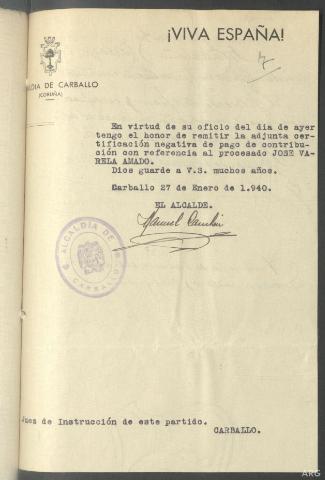 ¡VIVA ESPAÑA!
LDIA DE CARBALLO
(CORUÑA)
7
En virtud de su oficio del dia de ayer
tengo el honor de remitir la adjunta cer-
tificación negativa de pago de contribu-
ción con referencia al procesado JOSE VA-
RELA AMADO.
Dios guarde a V.S. muchos años.
Carballo 27 de Enero de 1.940.
EL ALCALDE.
Manuel
ALCALDIA DE
CARBALLO
Juez de Instrucción de este partido.
CARBALLO.
ARG